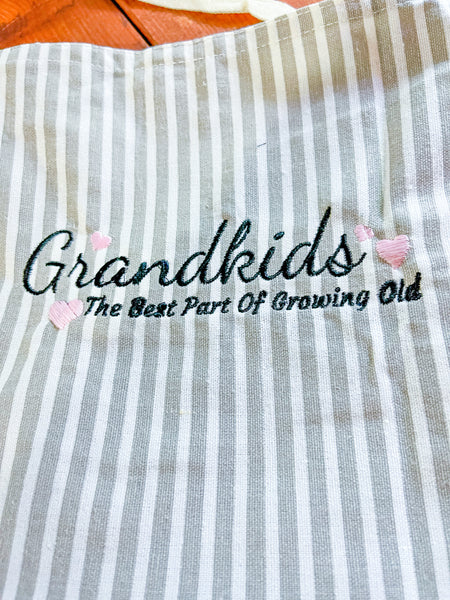 Grandkids
The Best Part Of Growing Old